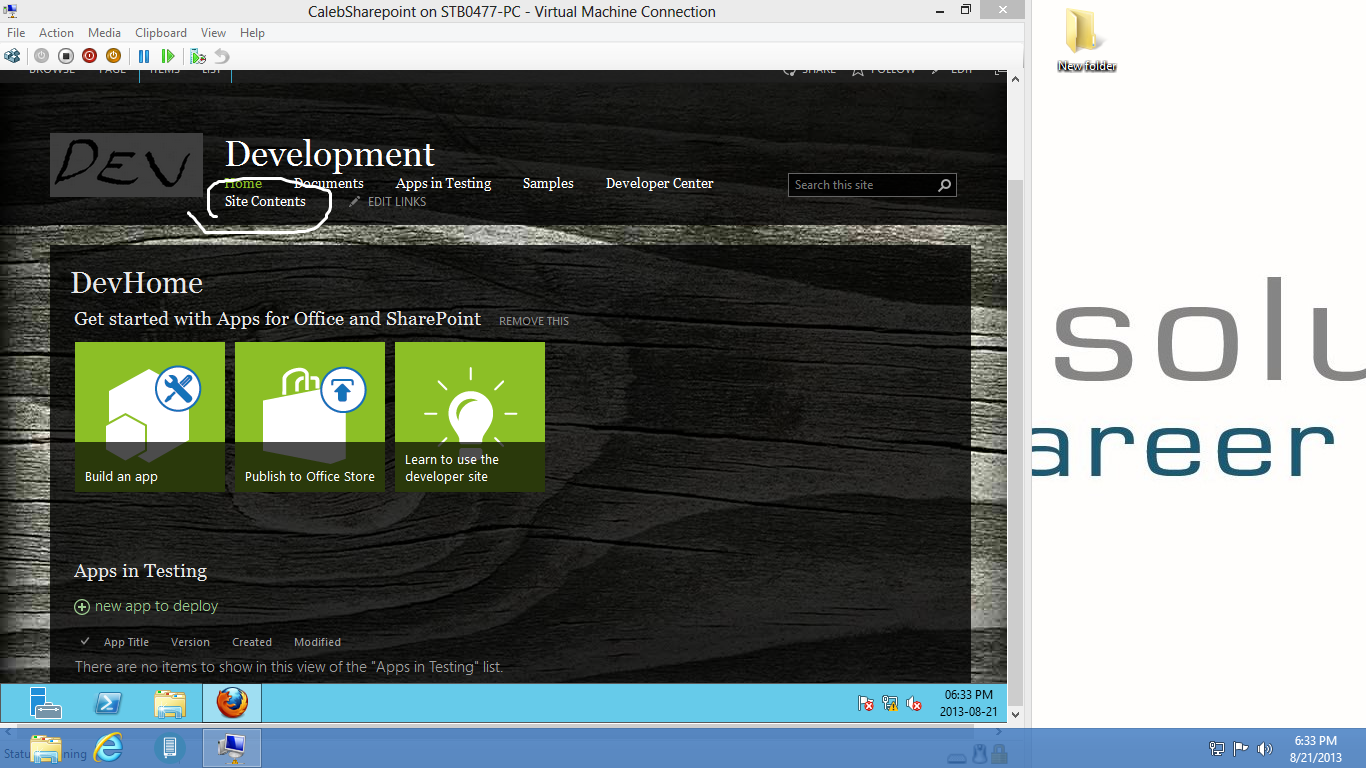 CalebSharepoint on STB0477-PC - Virtual Machine Connection
File Action Media Clipboard View Help
BROWSE PAGE ITEMS LIST SHARE FOLLOW EDIT
New folder
DEV
Development
Home Documents Apps in Testing Samples Developer Center
Site Contents EDIT LINKS
Search this site
DevHome
Get started with Apps for Office and SharePoint REMOVE THIS
Build an app
Publish to Office Store
Learn to use the
developer site
solu
areer
Apps in Testing
new app to deploy
App Title Version Created Modified
There are no items to show in this view of the "Apps in Testing" list.
06:33 PM
2013-08-21
6:33 PM
8/21/2013